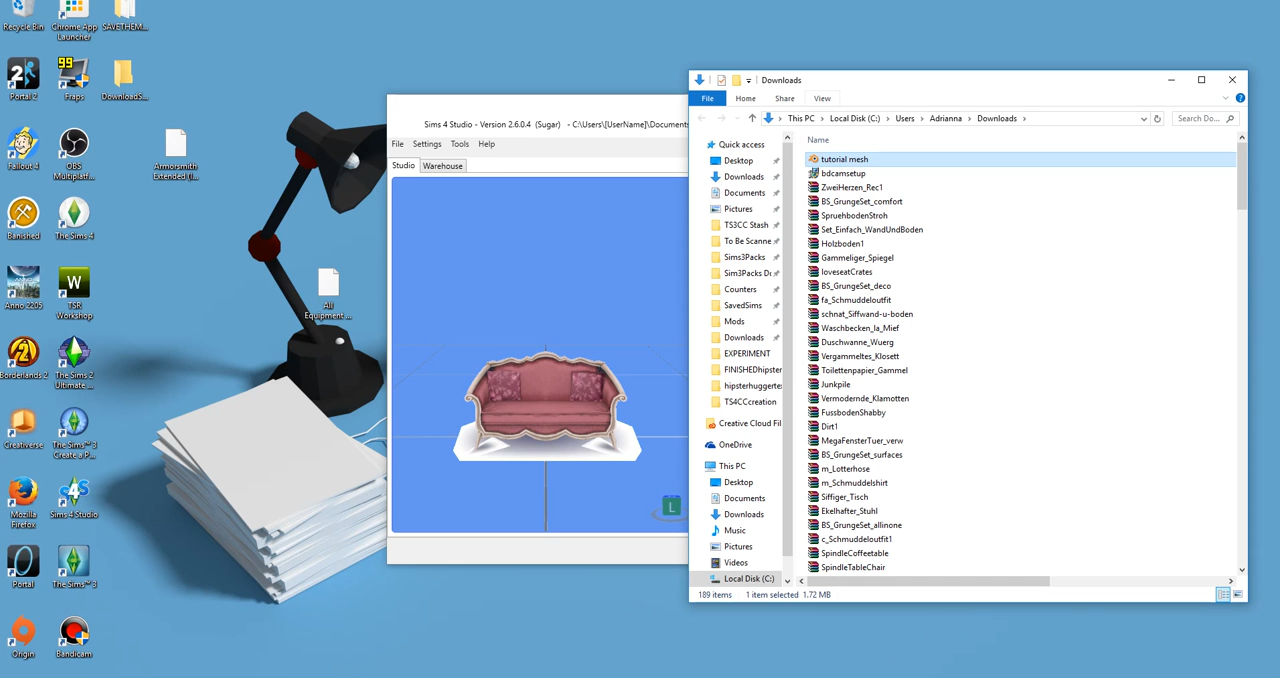 Recycle Bin
Chrome App
Launcher
SAVETHEM...
Portal 2
99
Fraps
DownloadS...
Fallout 4
OBS
Multiplatf...
Armorsmith
Extended (I...
Banished
The Sims 4
Anno 2205
W
TSR
Workshop
All
Equipment ...
Borderlands 2
The Sims 2
Ultimate ...
Creativerse
The Sims™ 3
Create a P...
Mozilla
Firefox
S4S
Sims 4 Studio
Portal
The Sims™ 3
Origin
Bandicam
Sims 4 Studio - Version 2.6.0.4 (Sugar) - C:\Users\[UserName]\Documents
File Settings Tools Help
Studio Warehouse
L
Downloads
File Home Share View
This PC > Local Disk (C:) > Users > Adrianna > Downloads >
Search Do...
Quick access
Desktop
Downloads
Documents
Pictures
TS3CC Stash
To Be Scanne
Sims3Packs
Sim3Packs Do
Counters
SavedSims
Mods
Downloads
EXPERIMENT
FINISHEDhipster
hipsterhuggerte
TS4CCcreation
Creative Cloud Fil
OneDrive
This PC
Desktop
Documents
Downloads
Music
Pictures
Videos
Local Disk (C:)
Name
tutorial mesh
bdcamsetup
ZweiHerzen_Rec1
BS_GrungeSet_comfort
SpruehbodenStroh
Set_Einfach_WandUndBoden
Holzboden1
Gammeliger_Spiegel
loveseatCrates
BS_GrungeSet_deco
fa_Schmuddeloutfit
schnat_Siffwand-u-boden
Waschbecken_la_Mief
Duschwanne_Wuerg
Vergammeltes_Klosett
Toilettenpapier_Gammel
Junkpile
Vermodernde_Klamotten
FussbodenShabby
Dirt1
MegaFensterTuer_verw
BS_GrungeSet_surfaces
m_Lotterhose
m_Schmuddelshirt
Siffiger_Tisch
Ekelhafter_Stuhl
BS_GrungeSet_allinone
c_Schmuddeloutfit1
SpindleCoffeetable
SpindleTableChair
189 items 1 item selected 1.72 MB